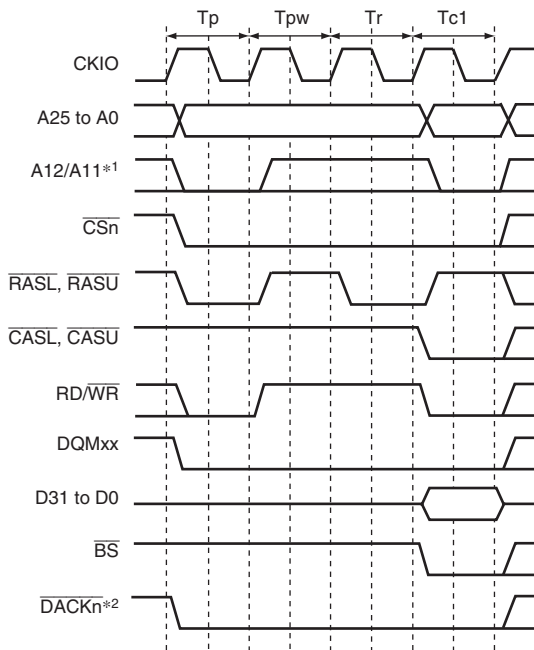 Tp Tpw Tr Tc1
CKIO
A25 to A0
A12/A11*1
CSn
RASL, RASU
CASL, CASU
RD/WR
DQMxx
D31 to D0
BS
DACKn*2